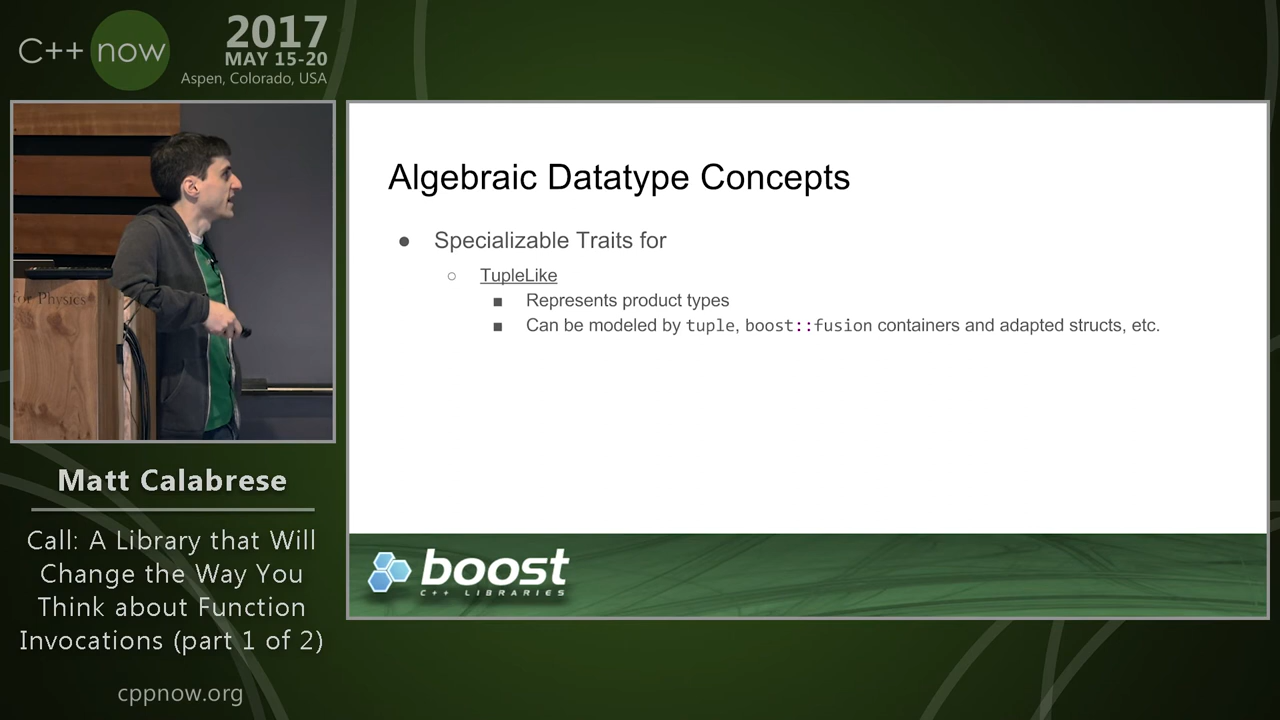 C++ now
2017
MAY 15-20
Aspen, Colorado, USA
for Physics
Matt Calabrese
Call: A Library that Will
Change the Way You
Think about Function
Invocations (part 1 of 2)
cppnow.org
Algebraic Datatype Concepts
● Specializable Traits for
○ TupleLike
■ Represents product types
■ Can be modeled by tuple, boost::fusion containers and adapted structs, etc.
boost
C++ LIBRARIES